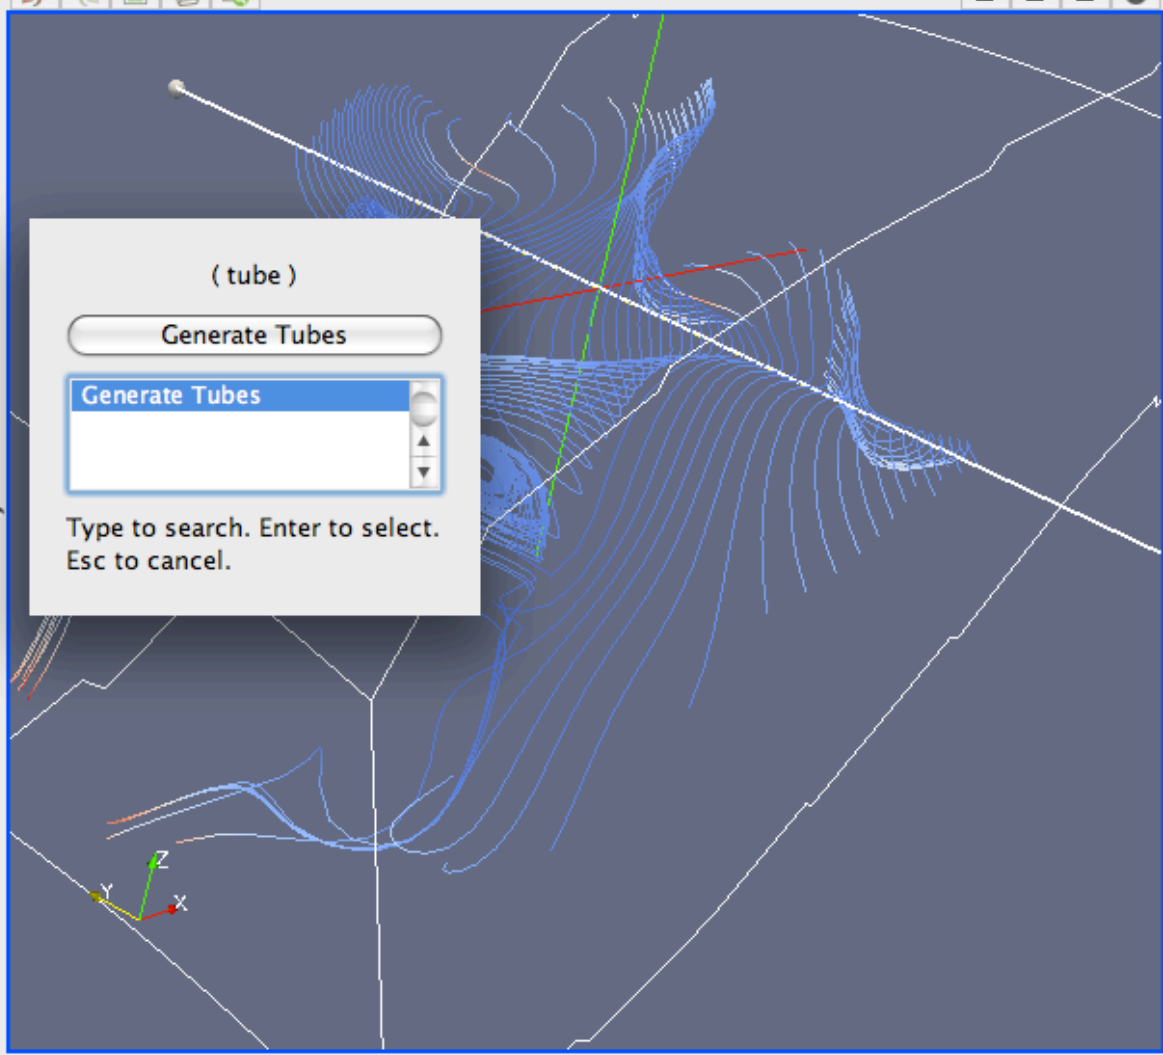 ( tube )
Generate Tubes
Generate Tubes
Type to search. Enter to select.
Esc to cancel.
Z
Y
X